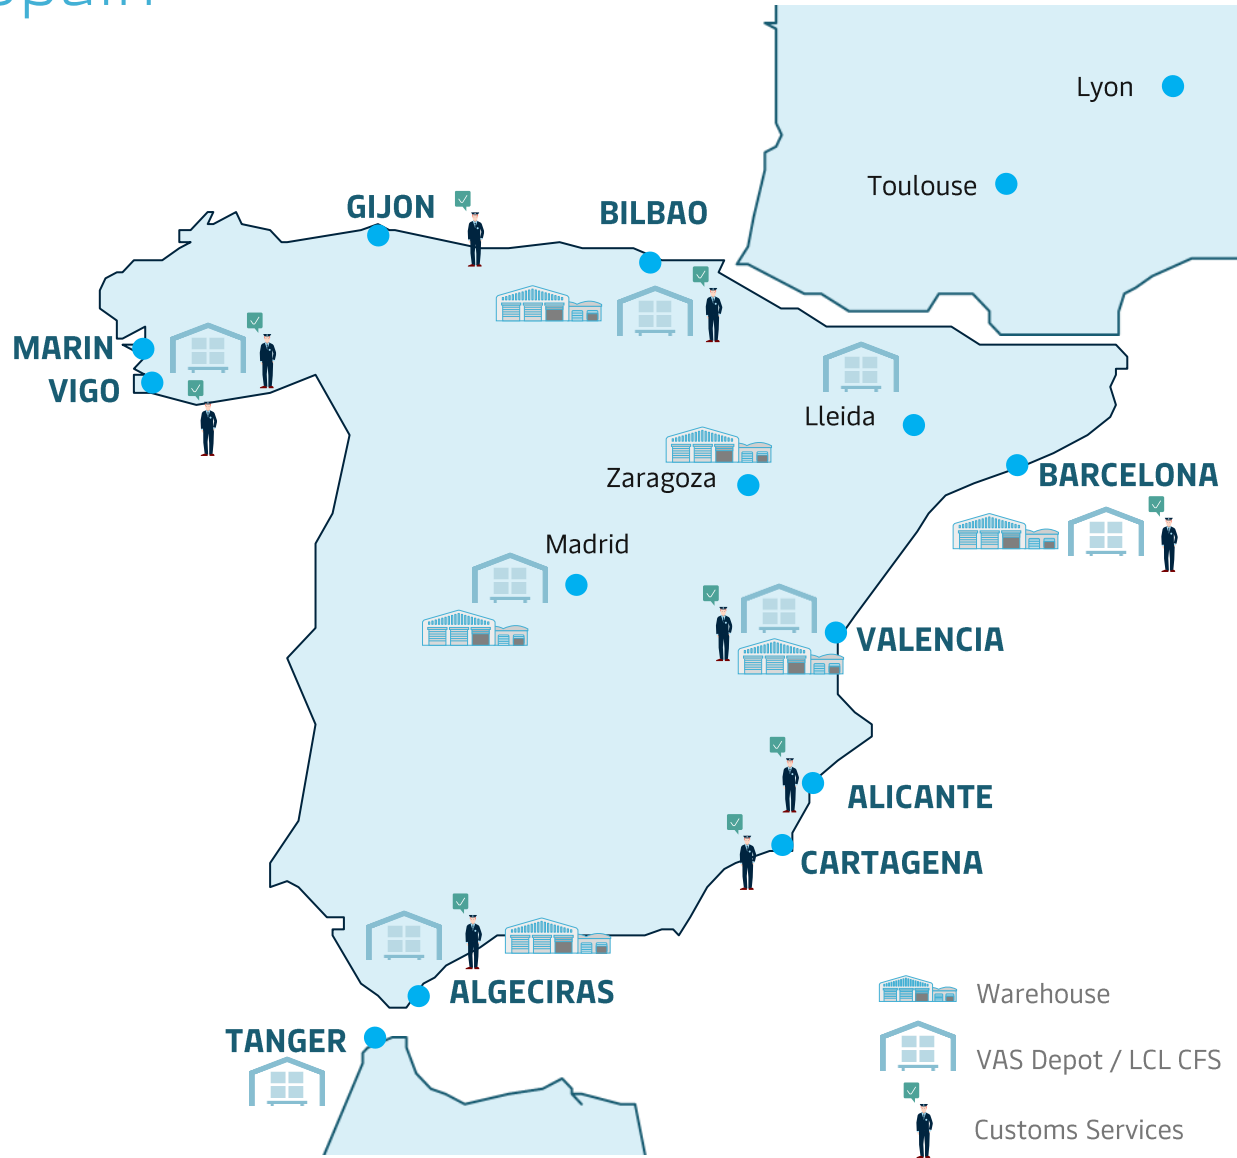 Lyon
Toulouse
GIJON
BILBAO
MARIN
VIGO
Lleida
Zaragoza
BARCELONA
Madrid
VALENCIA
ALICANTE
CARTAGENA
ALGECIRAS
TANGER
Warehouse
VAS Depot / LCL CFS
Customs Services